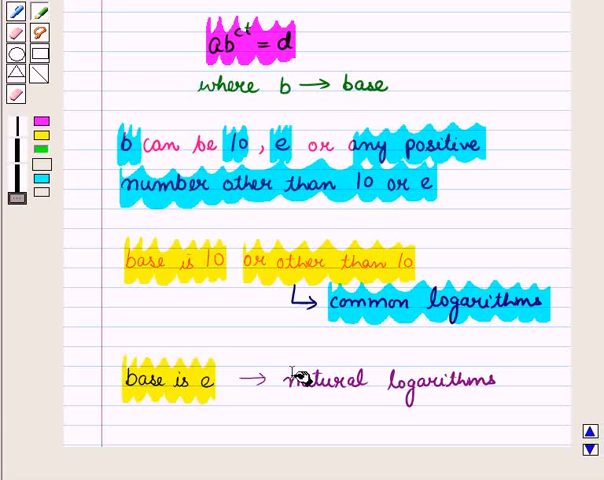 ab^ct = d
where b → base
b can be 10, e or any positive
number other than 10 or e
base is 10 or other than 10
↳ common logarithms
base is e → natural logarithms